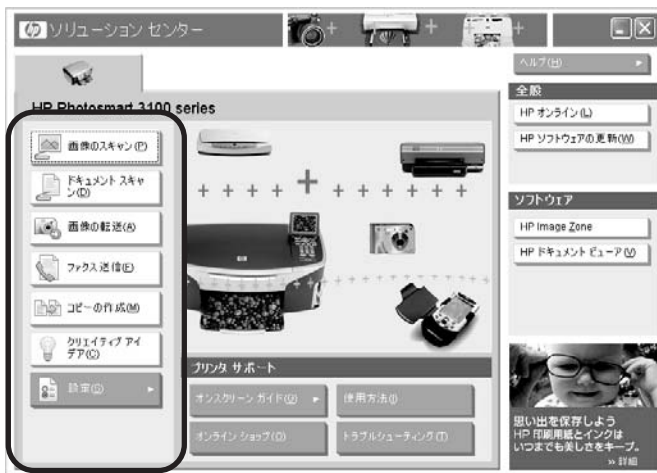 hp ソリューション センター
HP Photosmart 3100 series
画像のスキャン(P)
ドキュメント スキャ
ン(D)
画像の転送(A)
ファクス送信(E)
コピーの作成(M)
クリエイティブ アイ
デア(C)
設定(S)
プリンタ サポート
オンスクリーン ガイド(O)
使用方法(I)
オンライン ショップ(O)
トラブルシューティング(T)
ヘルプ(H)
全般
HP オンライン(L)
HP ソフトウェアの更新(W)
ソフトウェア
HP Image Zone
HP ドキュメント ビューア(V)
思い出を保存しよう
HP 印刷用紙とインクは
いつまでも美しさをキープ。
>> 詳細